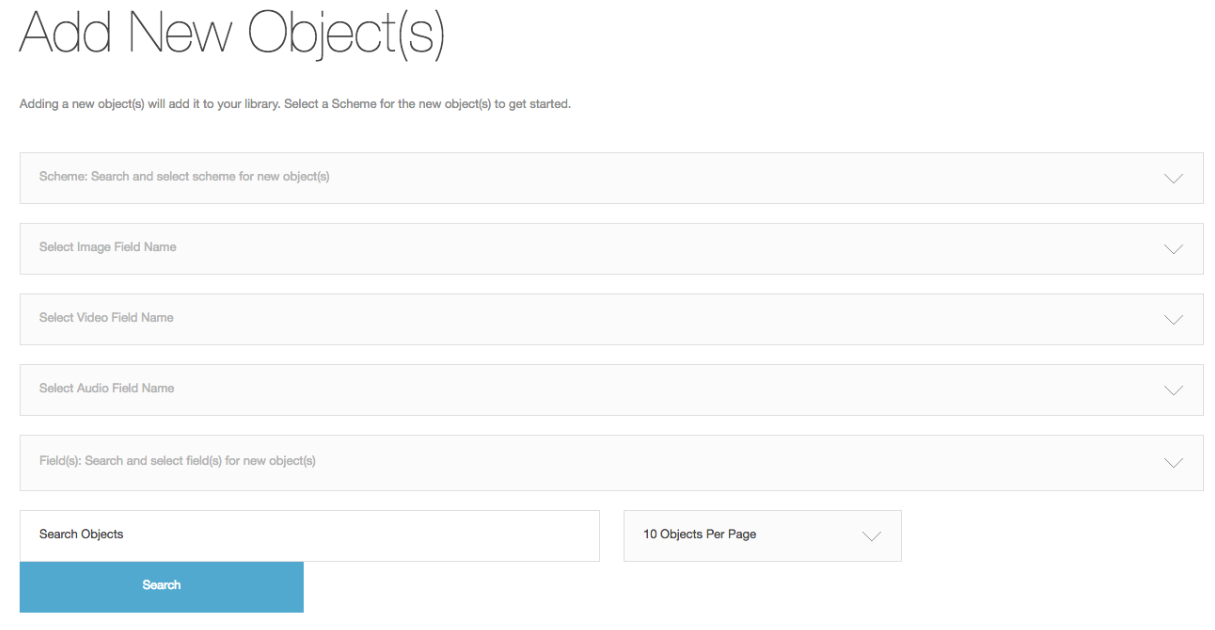 Add New Object(s)
Adding a new object(s) will add it to your library. Select a Scheme for the new object(s) to get started.
Scheme: Search and select scheme for new object(s)
Select Image Field Name
Select Video Field Name
Select Audio Field Name
Field(s): Search and select field(s) for new object(s)
Search Objects
10 Objects Per Page
Search